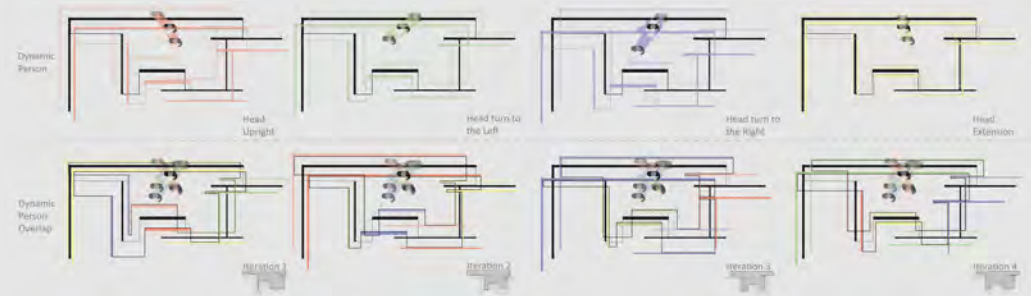 Dynamic
Person
Head
Upright
Head turn to
the Left
Head turn to
the Right
Head
Extension
Dynamic
Person
Overlap
Iteration 1
Iteration 2
Iteration 3
Iteration 4